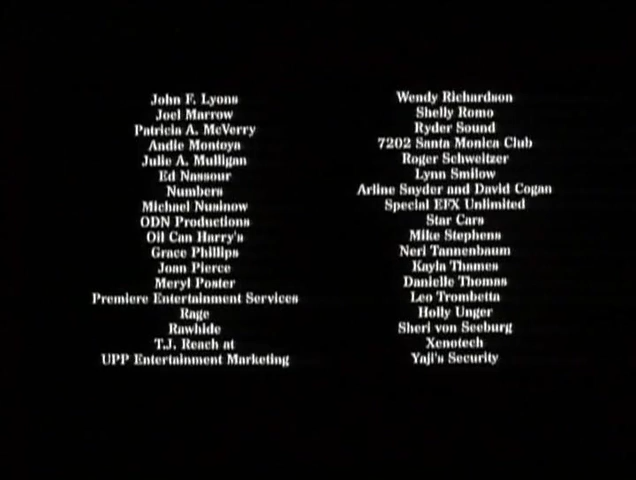 John F. Lyons
Joel Marrow
Patricia A. McVerry
Andie Montoya
Julie A. Mulligan
Ed Nassour
Numbers
Michael Nusinow
ODN Productions
Oil Can Harry's
Grace Phillips
Joan Pierce
Meryl Poster
Premiere Entertainment Services
Rage
Rawhide
T.J. Reach at
UPP Entertainment Marketing
Wendy Richardson
Shelly Romo
Ryder Sound
7202 Santa Monica Club
Roger Schweitzer
Lynn Smilow
Arline Snyder and David Cogan
Special EFX Unlimited
Star Cars
Mike Stephens
Neri Tannenbaum
Kayla Thames
Danielle Thomas
Leo Trombetta
Holly Unger
Sheri von Seeburg
Xenotech
Yaji's Security